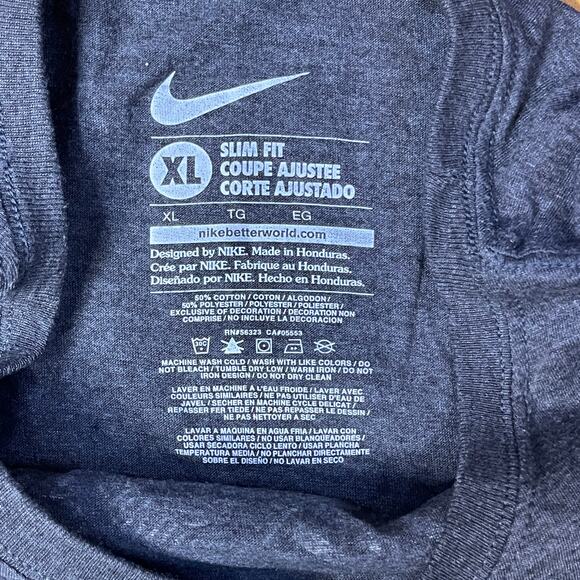 XL
SLIM FIT
COUPE AJUSTEE
CORTE AJUSTADO
XL TG EG
nikebetterworld.com
Designed by NIKE. Made in Honduras.
Crée par NIKE. Fabrique au Honduras.
Diseñado por NIKE. Hecho en Honduras.
50% COTTON / COTON / ALGODON /
50% POLYESTER / POLYESTER / POLIESTER /
EXCLUSIVE OF DECORATION / DECORATION NON
COMPRISE / NO INCLUYE LA DECORACION
RN#56323 CA#05553
30C
MACHINE WASH COLD / WASH WITH LIKE COLORS / DO
NOT BLEACH / TUMBLE DRY LOW / WARM IRON / DO NOT
IRON DESIGN / DO NOT DRY CLEAN
LAVER EN MACHINE A L'EAU FROIDE / LAVER AVEC
COULEURS SIMILAIRES / NE PAS UTILISER D'EAU DE
JAVEL / SECHER EN MACHINE CYCLE DELICAT /
REPASSER FER TIEDE / NE PAS REPASSER LE DESSIN /
NE PAS NETTOYER A SEC
LAVAR A MAQUINA EN AGUA FRIA / LAVAR CON
COLORES SIMILARES / NO USAR BLANQUEADORES /
USAR SECADORA CICLO LENTO / USAR PLANCHA
TEMPERATURA MEDIA / NO PLANCHAR DIRECTAMENTE
SOBRE EL DISEÑO / NO LAVAR EN SECO